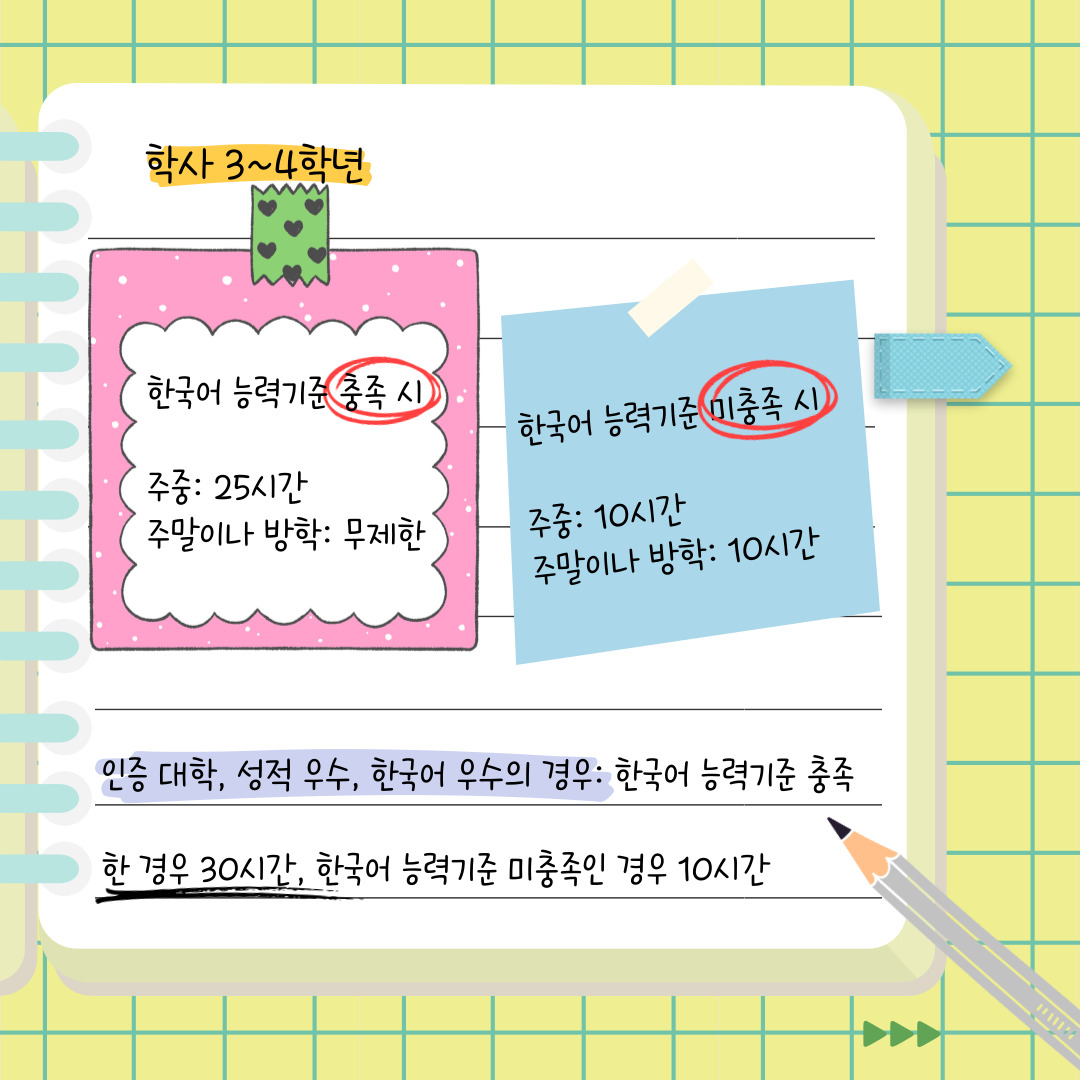 학사 3~4학년
한국어 능력기준 충족 시
주중: 25시간
주말이나 방학: 무제한
한국어 능력기준 미충족 시
주중: 10시간
주말이나 방학: 10시간
인증 대학, 성적 우수, 한국어 우수의 경우: 한국어 능력기준 충족
한 경우 30시간, 한국어 능력기준 미충족인 경우 10시간